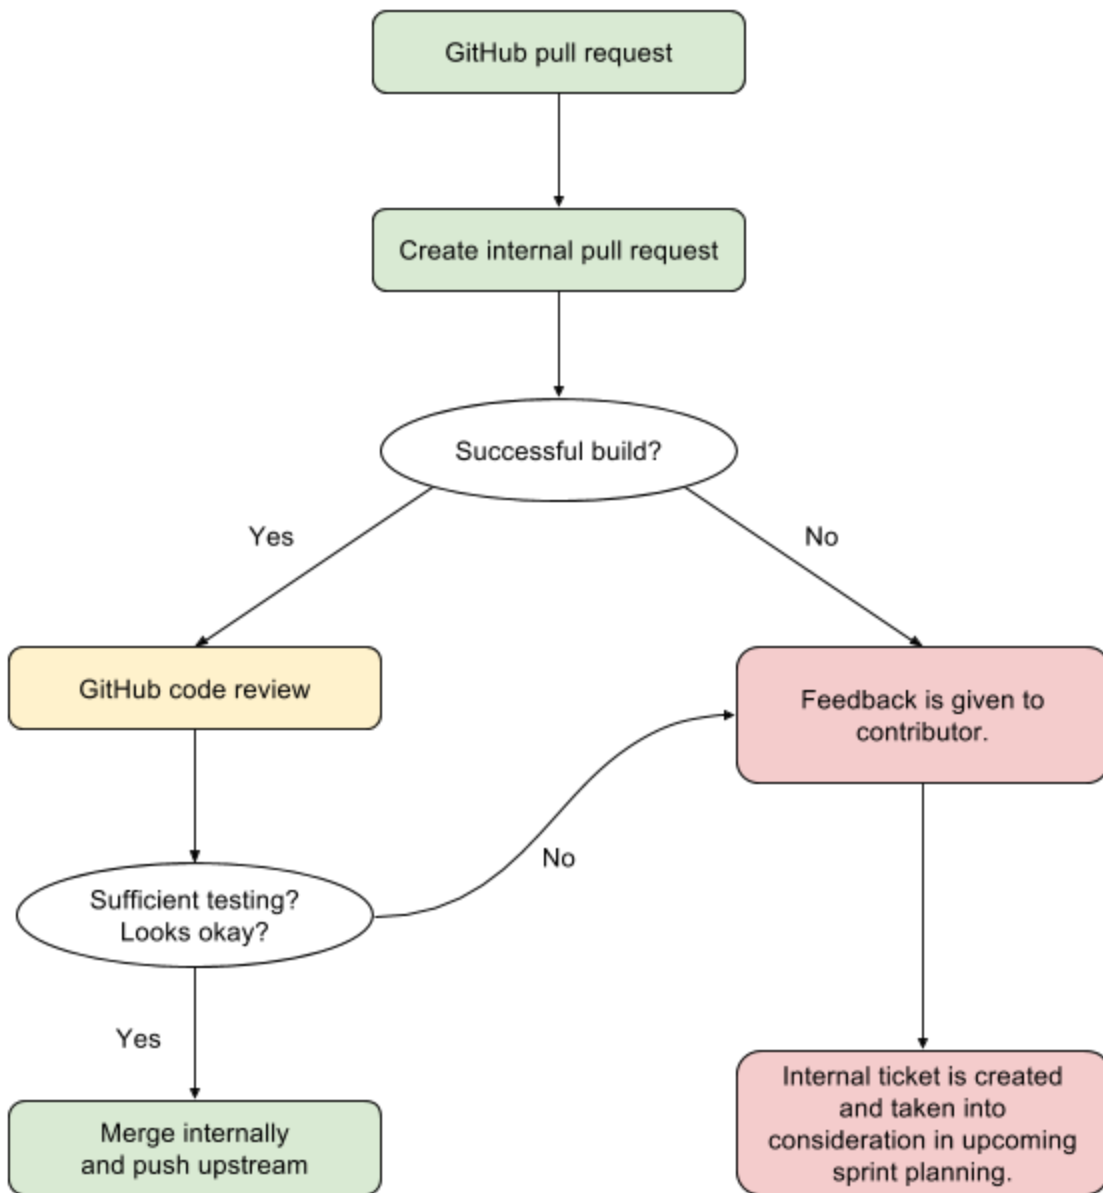 GitHub pull request
Create internal pull request
Successful build?
Yes
No
GitHub code review
Feedback is given to
contributor.
No
Sufficient testing?
Looks okay?
Yes
Merge internally
and push upstream
Internal ticket is created
and taken into
consideration in upcoming
sprint planning.